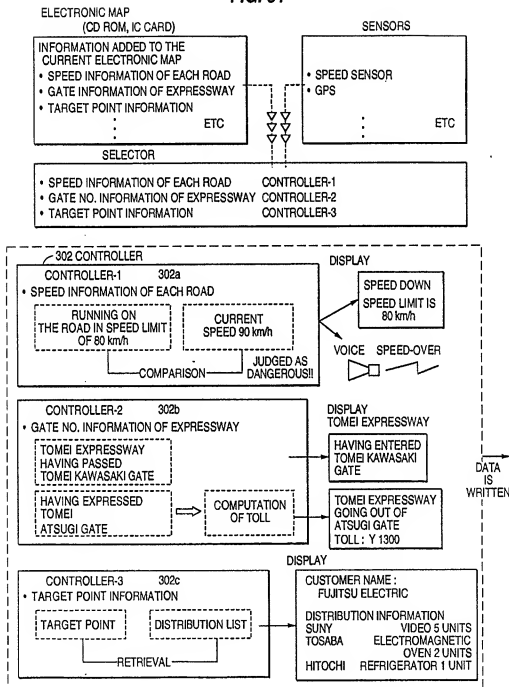 ELECTRONIC MAP
(CD ROM, IC CARD)
SENSORS
INFORMATION ADDED TO THE
CURRENT ELECTRONIC MAP
• SPEED INFORMATION OF EACH ROAD
• GATE INFORMATION OF EXPRESSWAY
• TARGET POINT INFORMATION
ETC
• SPEED SENSOR
• GPS
ETC
SELECTOR
• SPEED INFORMATION OF EACH ROAD CONTROLLER-1
• GATE NO. INFORMATION OF EXPRESSWAY CONTROLLER-2
• TARGET POINT INFORMATION CONTROLLER-3
302 CONTROLLER
CONTROLLER-1 302a
• SPEED INFORMATION OF EACH ROAD
RUNNING ON
THE ROAD IN SPEED LIMIT
OF 80 km/h
CURRENT
SPEED 90 km/h
COMPARISON
JUDGED AS
DANGEROUS!!
DISPLAY
SPEED DOWN
SPEED LIMIT IS
80 km/h
VOICE SPEED-OVER
CONTROLLER-2 302b
• GATE NO. INFORMATION OF EXPRESSWAY
TOMEI EXPRESSWAY
HAVING PASSED
TOMEI KAWASAKI GATE
HAVING EXPRESSED
TOMEI
ATSUGI GATE
COMPUTATION
OF TOLL
DISPLAY
TOMEI EXPRESSWAY
HAVING ENTERED
TOMEI KAWASAKI
GATE
TOMEI EXPRESSWAY
GOING OUT OF
ATSUGI GATE
TOLL : Y 1300
DATA
IS
WRITTEN
CONTROLLER-3 302c
• TARGET POINT INFORMATION
TARGET POINT
DISTRIBUTION LIST
RETRIEVAL
DISPLAY
CUSTOMER NAME :
FUJITSU ELECTRIC
DISTRIBUTION INFORMATION
SUNY VIDEO 5 UNITS
TOSABA ELECTROMAGNETIC
OVEN 2 UNITS
HITOCHI REFRIGERATOR 1 UNIT